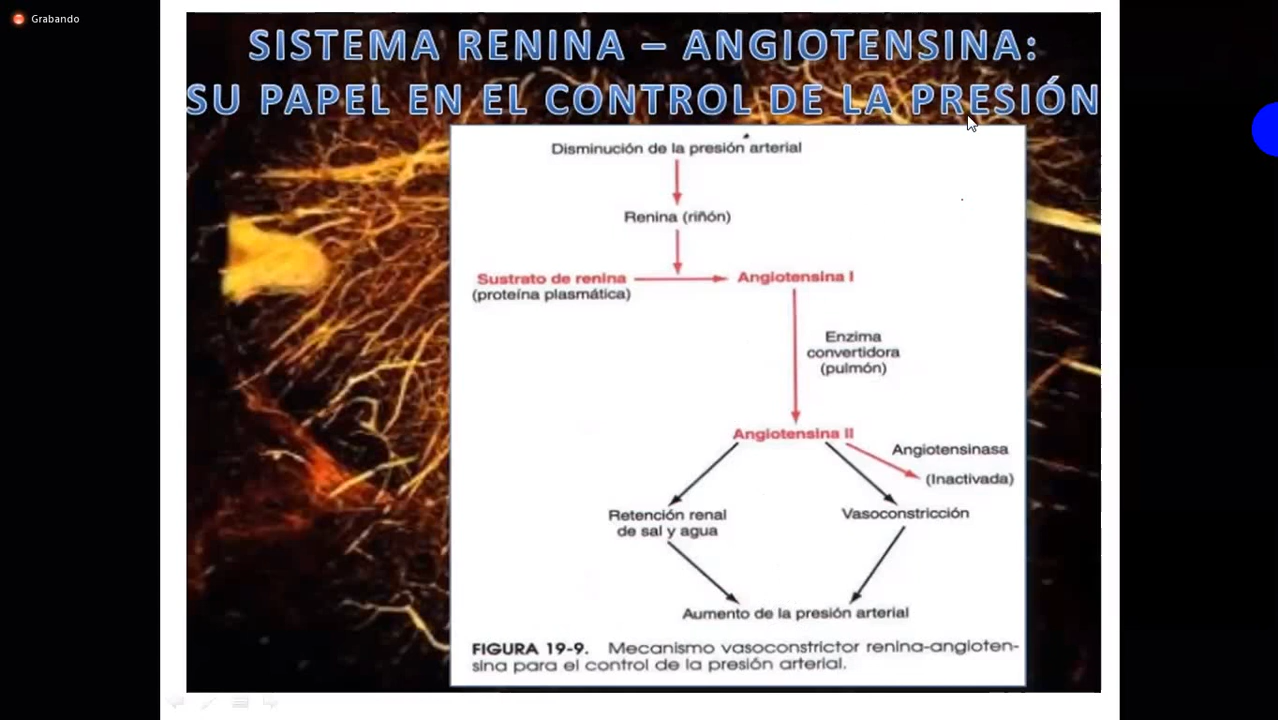 Grabando
SISTEMA RENINA – ANGIOTENSINA:
SU PAPEL EN EL CONTROL DE LA PRESIÓN
Disminución de la presión arterial
Renina (riñón)
Sustrato de renina
(proteína plasmática)
Angiotensina I
Enzima
convertidora
(pulmón)
Angiotensina II
Angiotensinasa
(Inactivada)
Retención renal
de sal y agua
Vasoconstricción
Aumento de la presión arterial
FIGURA 19-9. Mecanismo vasoconstrictor renina-angioten-
sina para el control de la presión arterial.